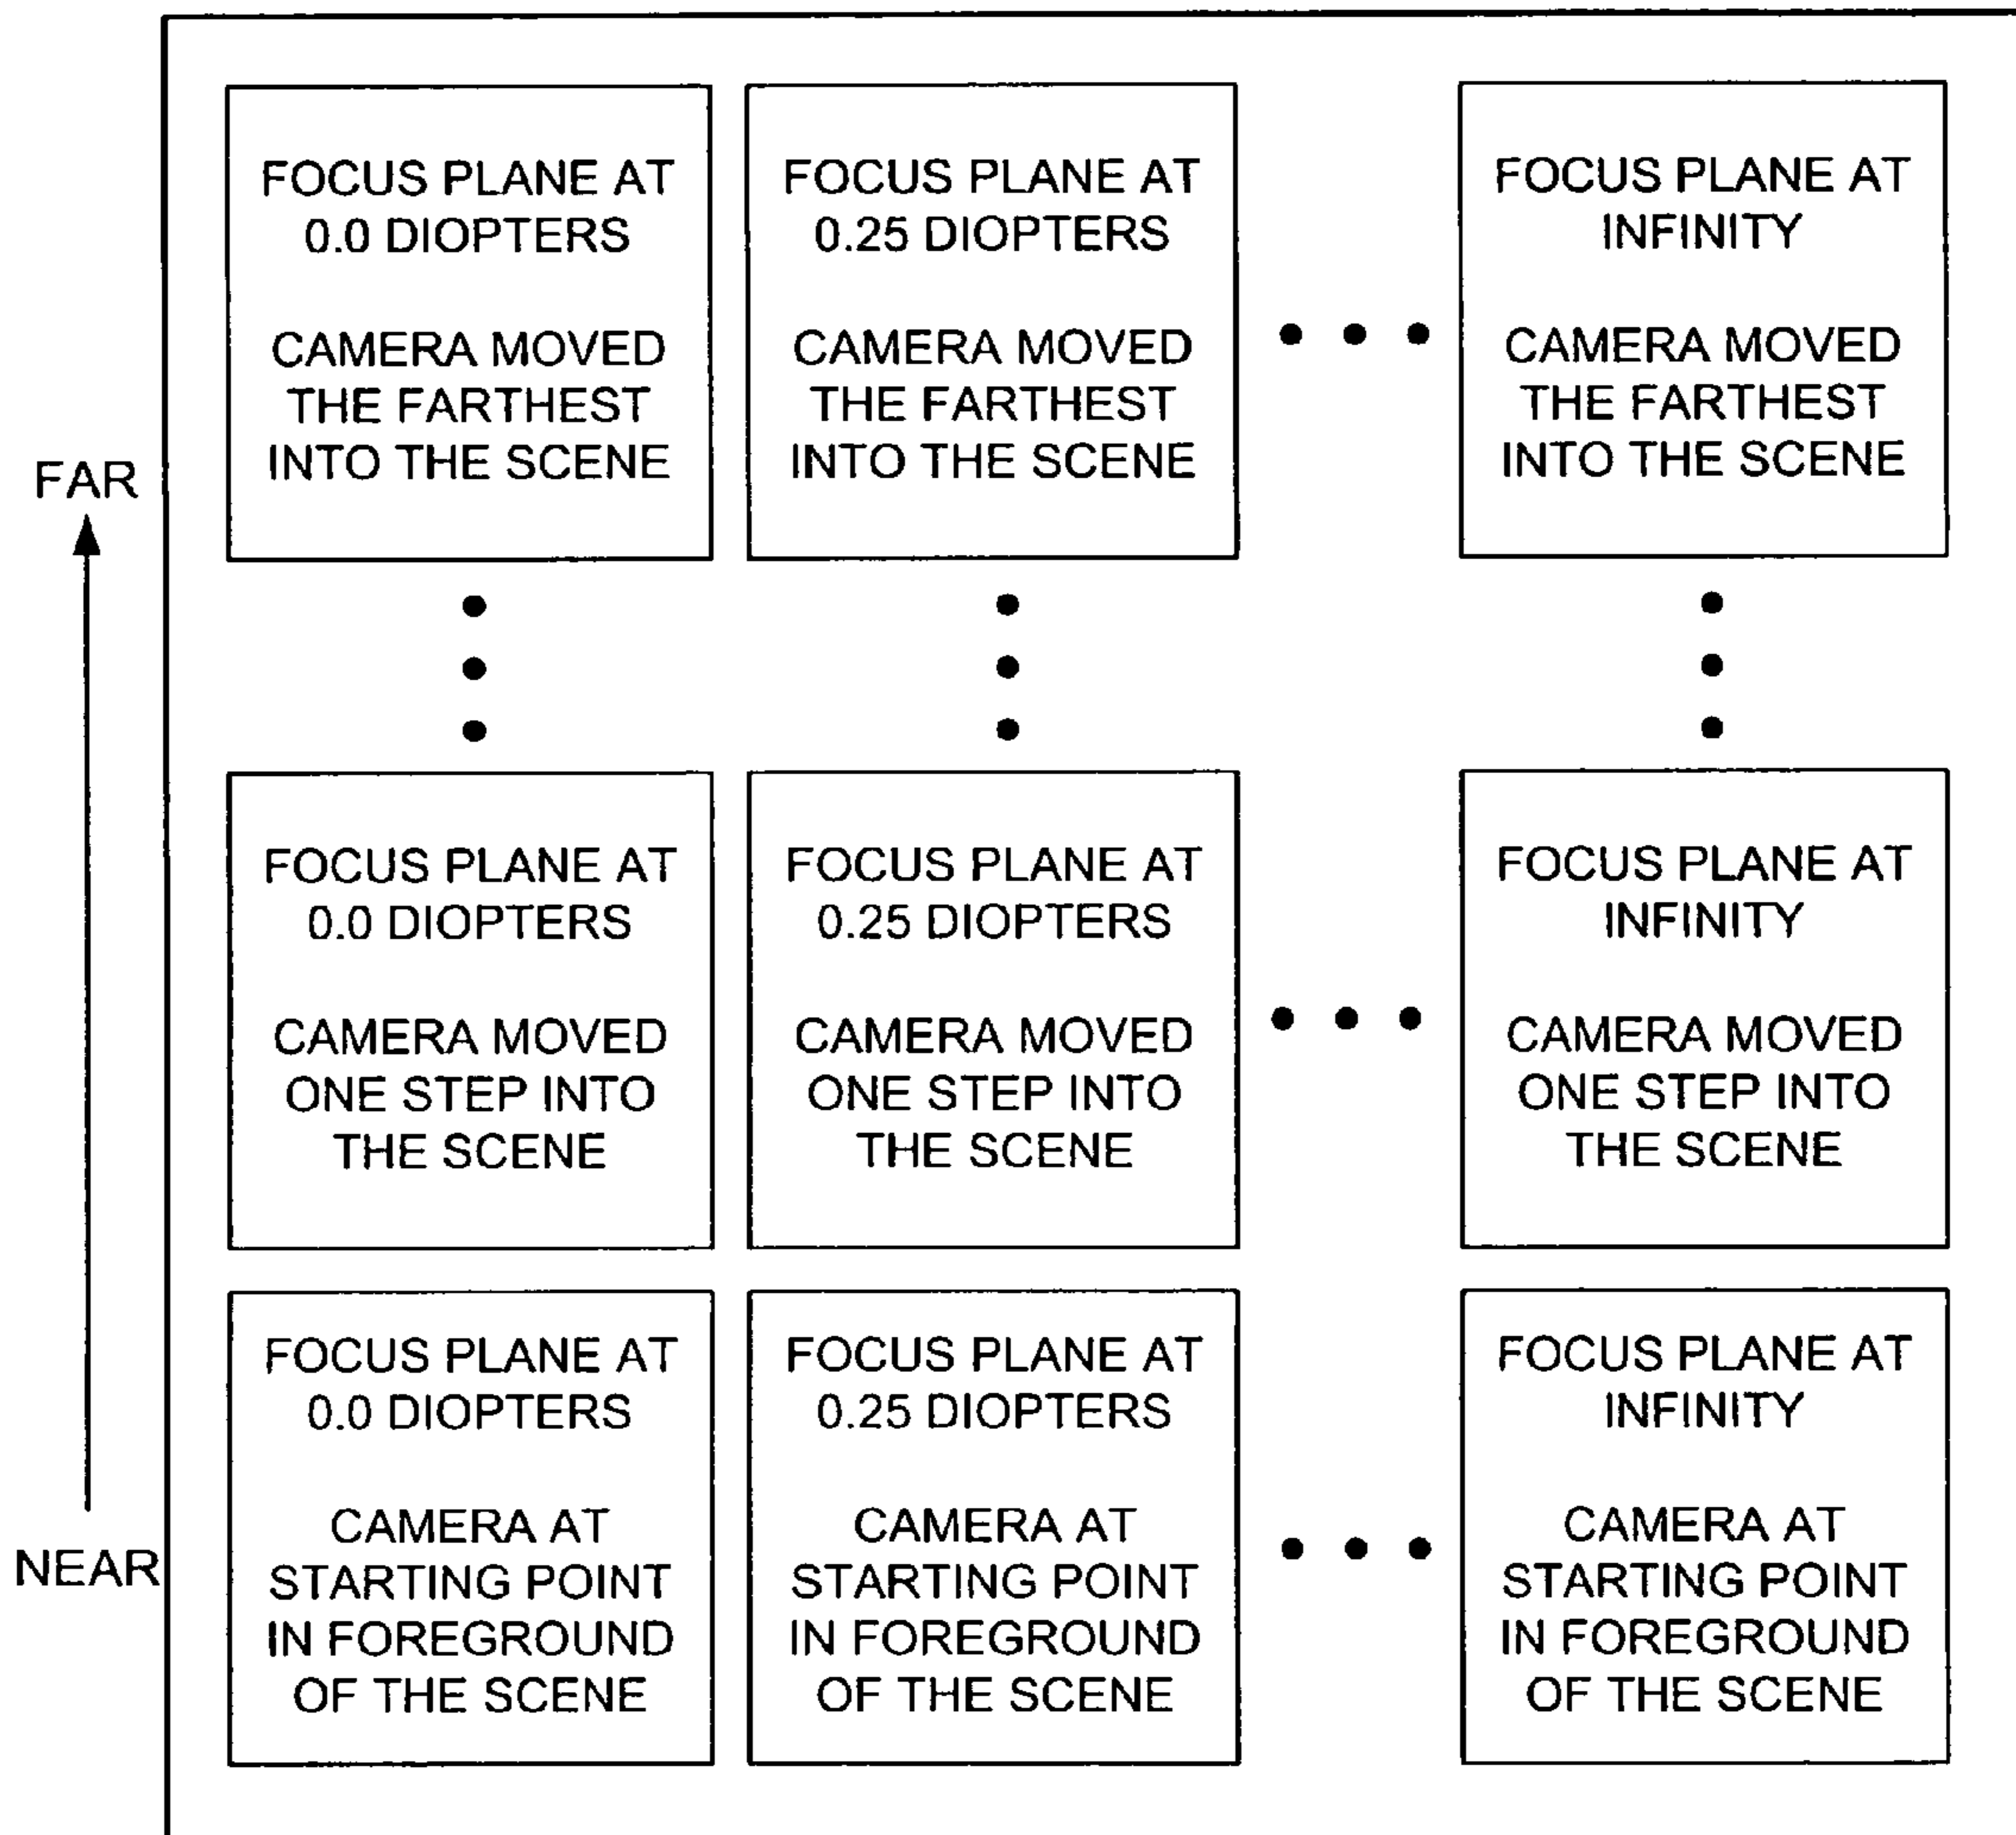 FOCUS PLANE AT
0.0 DIOPTERS
CAMERA MOVED
THE FARTHEST
INTO THE SCENE
FOCUS PLANE AT
0.25 DIOPTERS
CAMERA MOVED
THE FARTHEST
INTO THE SCENE
FOCUS PLANE AT
INFINITY
CAMERA MOVED
THE FARTHEST
INTO THE SCENE
FAR
FOCUS PLANE AT
0.0 DIOPTERS
CAMERA MOVED
ONE STEP INTO
THE SCENE
FOCUS PLANE AT
0.25 DIOPTERS
CAMERA MOVED
ONE STEP INTO
THE SCENE
FOCUS PLANE AT
INFINITY
CAMERA MOVED
ONE STEP INTO
THE SCENE
FOCUS PLANE AT
0.0 DIOPTERS
CAMERA AT
STARTING POINT
IN FOREGROUND
OF THE SCENE
FOCUS PLANE AT
0.25 DIOPTERS
CAMERA AT
STARTING POINT
IN FOREGROUND
OF THE SCENE
FOCUS PLANE AT
INFINITY
CAMERA AT
STARTING POINT
IN FOREGROUND
OF THE SCENE
NEAR